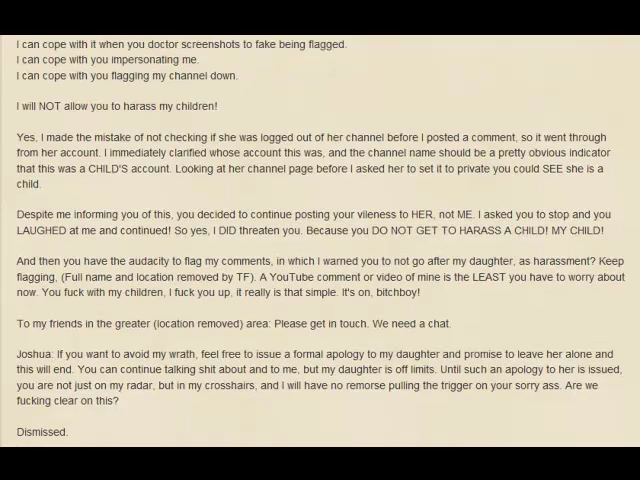 I can cope with it when you doctor screenshots to fake being flagged.
I can cope with you impersonating me.
I can cope with you flagging my channel down.
I will NOT allow you to harass my children!
Yes, I made the mistake of not checking if she was logged out of her channel before I posted a comment, so it went through
from her account. I immediately clarified whose account this was, and the channel name should be a pretty obvious indicator
that this was a CHILD'S account. Looking at her channel page before I asked her to set it to private you could SEE she is a
child.
Despite me informing you of this, you decided to continue posting your vileness to HER, not ME. I asked you to stop and you
LAUGHED at me and continued! So yes, I DID threaten you. Because you DO NOT GET TO HARASS A CHILD! MY CHILD!
And then you have the audacity to flag my comments, in which I warned you to not go after my daughter, as harassment? Keep
flagging, (Full name and location removed by TF). A YouTube comment or video of mine is the LEAST you have to worry about
now. You fuck with my children, I fuck you up, it really is that simple. It's on, bitchboy!
To my friends in the greater (location removed) area: Please get in touch. We need a chat.
Joshua: If you want to avoid my wrath, feel free to issue a formal apology to my daughter and promise to leave her alone and
this will end. You can continue talking shit about and to me, but my daughter is off limits. Until such an apology to her is issued,
you are not just on my radar, but in my crosshairs, and I will have no remorse pulling the trigger on your sorry ass. Are we
fucking clear on this?
Dismissed.